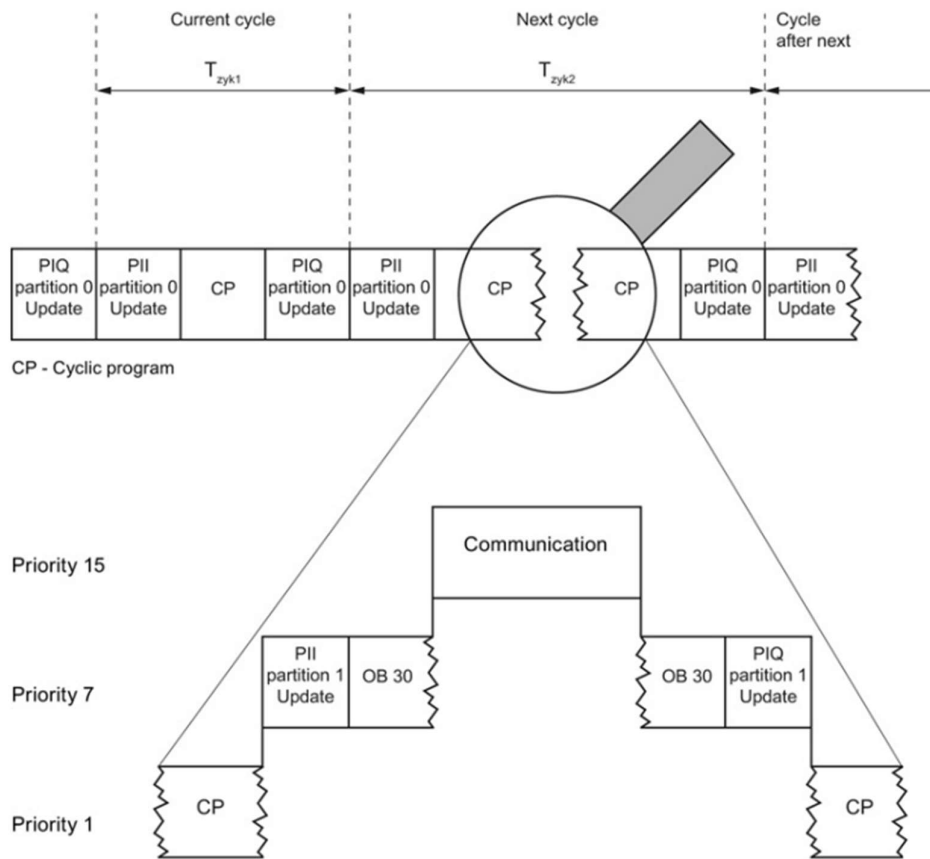 Current cycle
Next cycle
Cycle
after next
Tzyk1
Tzyk2
PIQ
partition 0
Update
PII
partition 0
Update
CP
PIQ
partition 0
Update
PII
partition 0
Update
CP
CP
PIQ
partition 0
Update
PII
partition 0
Update
CP - Cyclic program
Priority 15
Communication
Priority 7
PII
partition 1
Update
OB 30
OB 30
PIQ
partition 1
Update
Priority 1
CP
CP